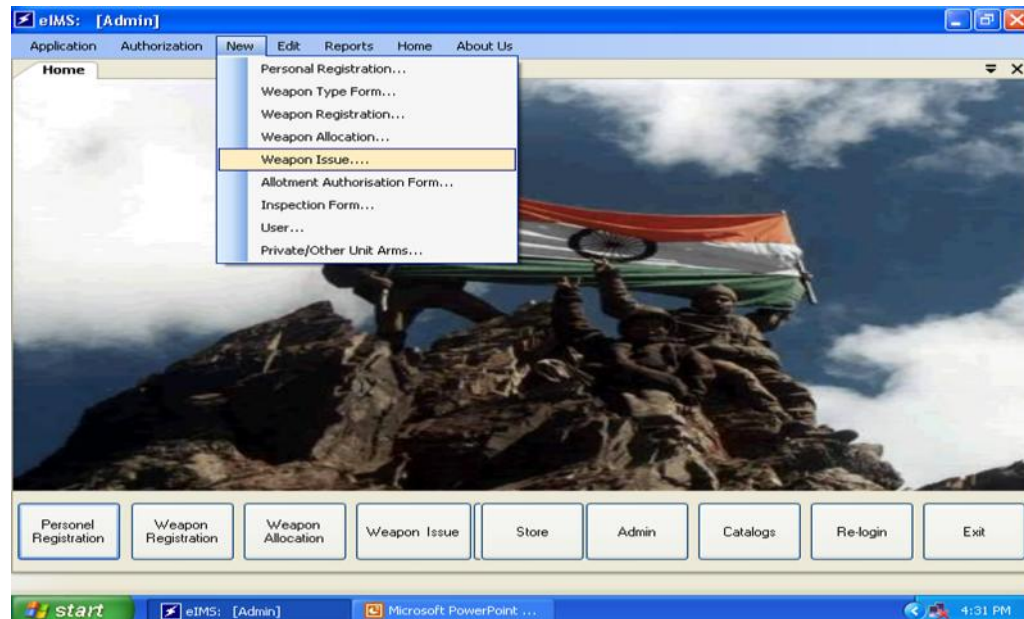 eIMS: [Admin]
Application Authorization New Edit Reports Home About Us
Home
Personal Registration...
Weapon Type Form...
Weapon Registration...
Weapon Allocation...
Weapon Issue....
Allotment Authorisation Form...
Inspection Form...
User...
Private/Other Unit Arms...
Personel
Registration
Weapon
Registration
Weapon
Allocation
Weapon Issue
Store
Admin
Catalogs
Re-login
Exit
start
eIMS: [Admin]
Microsoft PowerPoint ...
4:31 PM